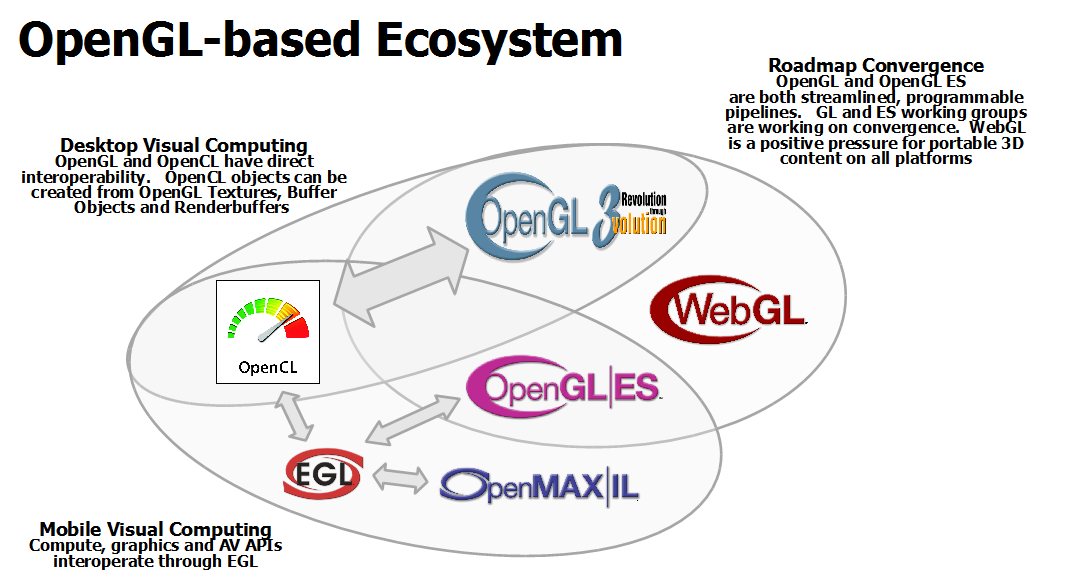 OpenGL-based Ecosystem
Roadmap Convergence
OpenGL and OpenGL ES
are both streamlined, programmable
pipelines.   GL and ES working groups
are working on convergence.  WebGL
is a positive pressure for portable 3D
content on all platforms
Desktop Visual Computing
OpenGL and OpenCL have direct
interoperability.   OpenCL objects can be
created from OpenGL Textures, Buffer
Objects and Renderbuffers
OpenGL 3
Revolution
through
Evolution
WebGL
OpenCL
OpenGL|ES
EGL
OpenMAX|IL
Mobile Visual Computing
Compute, graphics and AV APIs
interoperate through EGL